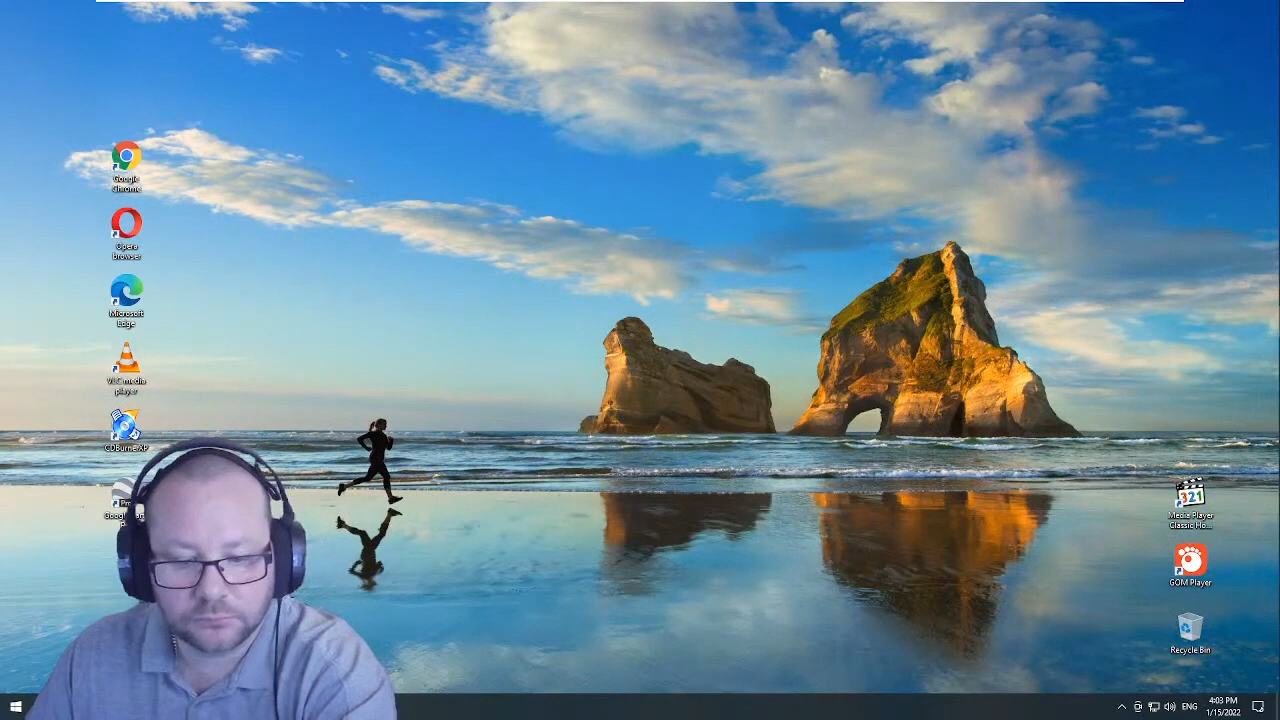 Google
Chrome
Opera
Browser
Microsoft
Edge
VLC media
player
CDBurnerXP
321
Media Player
Classic Ho...
GOM Player
Recycle Bin
ENG
4:03 PM
1/15/2022